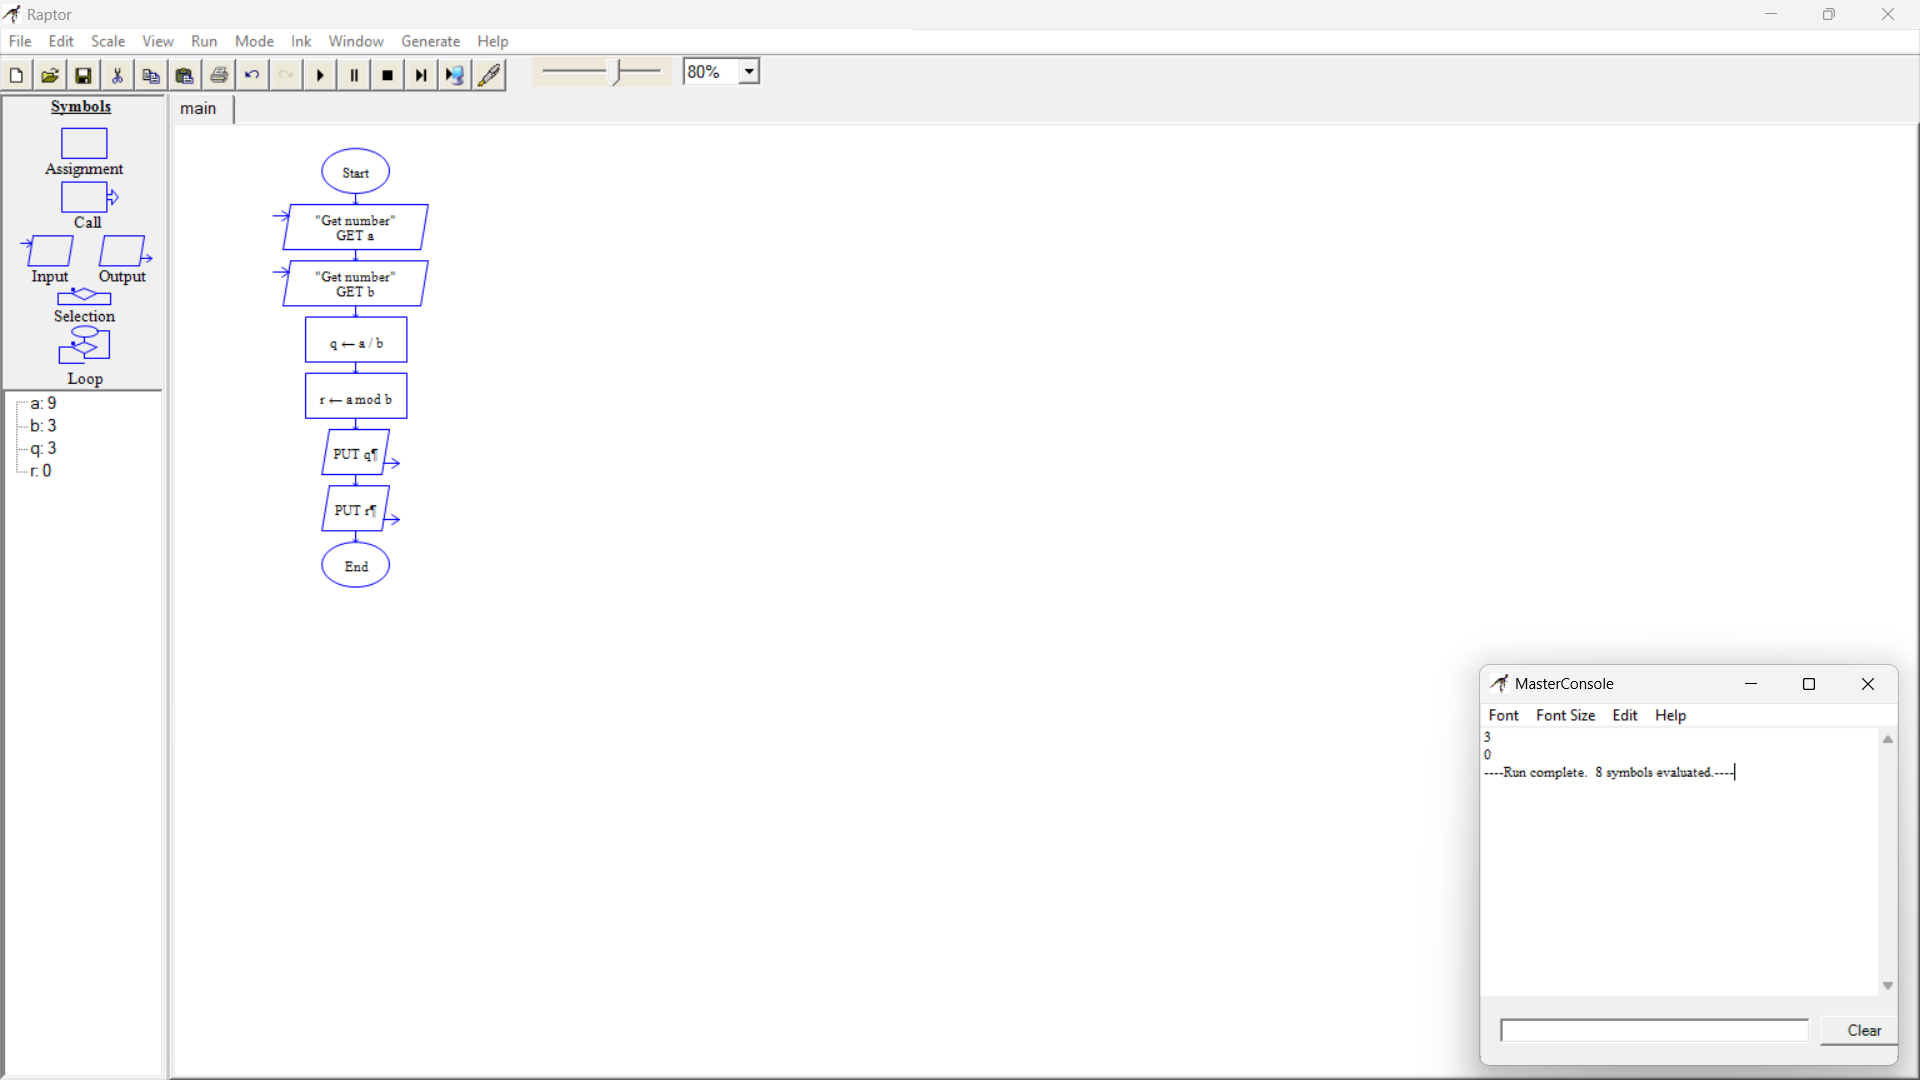 Raptor
File Edit Scale View Run Mode Ink Window Generate Help
80%
Symbols
Assignment
Call
Input Output
Selection
Loop
a: 9
b: 3
q: 3
r: 0
main
Start
"Get number"
GET a
"Get number"
GET b
q ← a / b
r ← a mod b
PUT q¶
PUT r¶
End
MasterConsole
Font Font Size Edit Help
3
0
----Run complete.  8 symbols evaluated.----
Clear